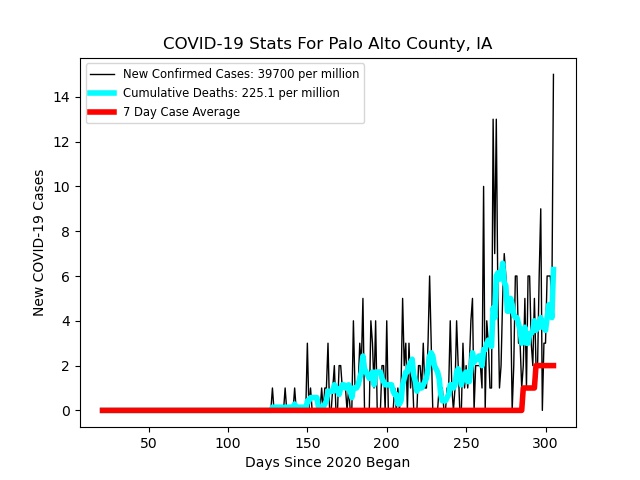 COVID-19 Stats For Palo Alto County, IA
New Confirmed Cases: 39700 per million
Cumulative Deaths: 225.1 per million
7 Day Case Average
New COVID-19 Cases
14
12
10
8
6
4
2
0
50 100 150 200 250 300
Days Since 2020 Began